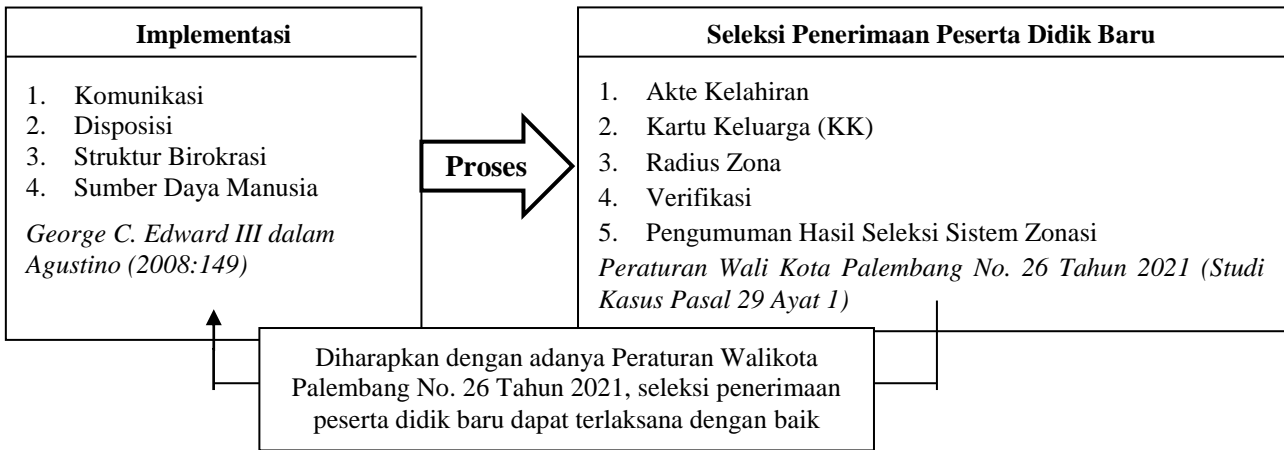 Implementasi
1. Komunikasi
2. Disposisi
3. Struktur Birokrasi
4. Sumber Daya Manusia
George C. Edward III dalam
Agustino (2008:149)
Proses
Seleksi Penerimaan Peserta Didik Baru
1. Akte Kelahiran
2. Kartu Keluarga (KK)
3. Radius Zona
4. Verifikasi
5. Pengumuman Hasil Seleksi Sistem Zonasi
Peraturan Wali Kota Palembang No. 26 Tahun 2021 (Studi
Kasus Pasal 29 Ayat 1)
Diharapkan dengan adanya Peraturan Walikota
Palembang No. 26 Tahun 2021, seleksi penerimaan
peserta didik baru dapat terlaksana dengan baik